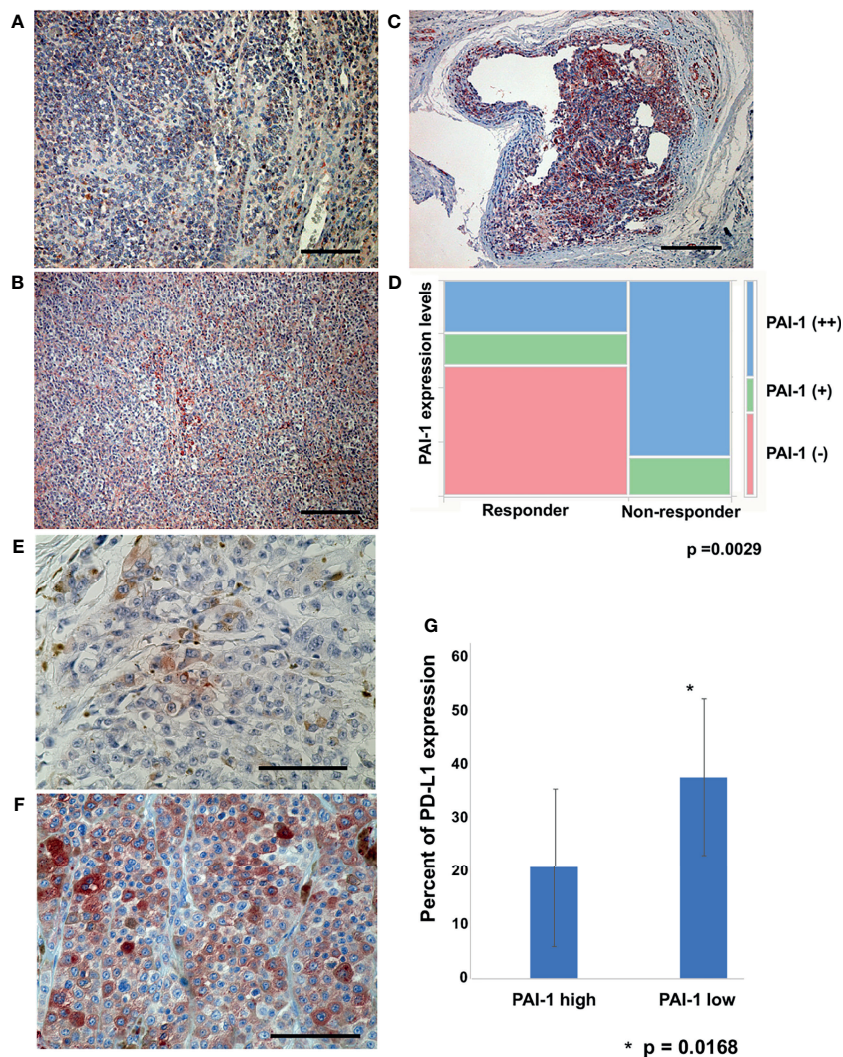 A
C
B
D
PAI-1 expression levels
PAI-1 (++)
PAI-1 (+)
PAI-1 (-)
Responder
Non-responder
p =0.0029
E
F
G
Percent of PD-L1 expression
60
50
40
30
20
10
0
*
PAI-1 high
PAI-1 low
* p = 0.0168